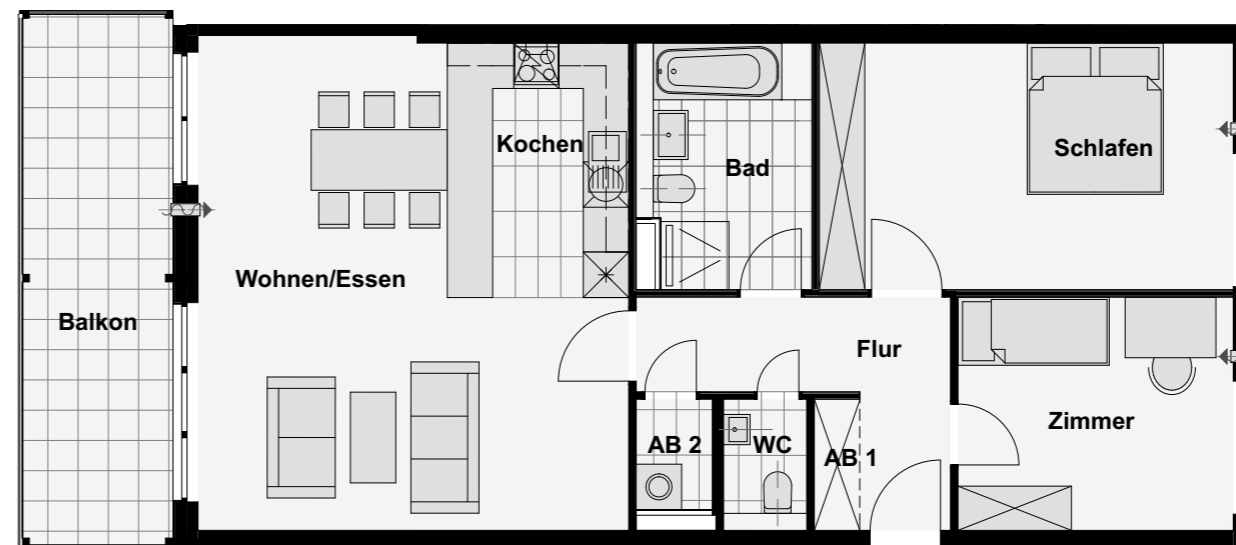 Kochen
Schlafen
Bad
Wohnen/Essen
Balkon
Flur
Zimmer
AB 2
WC
AB 1